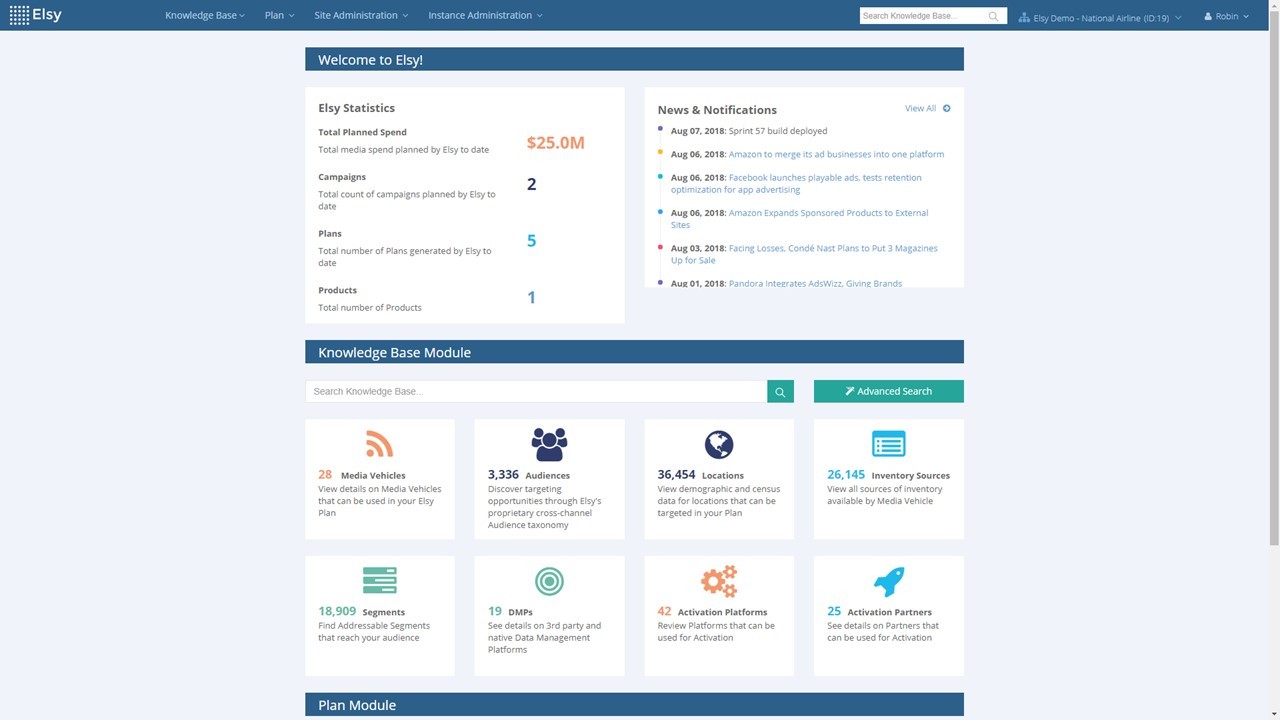 Elsy
Knowledge Base
Plan
Site Administration
Instance Administration
Search Knowledge Base...
Elsy Demo - National Airline (ID:19)
Robin
Welcome to Elsy!
Elsy Statistics
Total Planned Spend
Total media spend planned by Elsy to date
$25.0M
Campaigns
Total count of campaigns planned by Elsy to
date
2
Plans
Total number of Plans generated by Elsy to
date
5
Products
Total number of Products
1
News & Notifications
View All
Aug 07, 2018: Sprint 57 build deployed
Aug 06, 2018: Amazon to merge its ad businesses into one platform
Aug 06, 2018: Facebook launches playable ads, tests retention
optimization for app advertising
Aug 06, 2018: Amazon Expands Sponsored Products to External
Sites
Aug 03, 2018: Facing Losses, Condé Nast Plans to Put 3 Magazines
Up for Sale
Aug 01, 2018: Pandora Integrates AdsWizz, Giving Brands
Knowledge Base Module
Search Knowledge Base...
Advanced Search
28 Media Vehicles
View details on Media Vehicles
that can be used in your Elsy
Plan
3,336 Audiences
Discover targeting
opportunities through Elsy's
proprietary cross-channel
Audience taxonomy
36,454 Locations
View demographic and census
data for locations that can be
targeted in your Plan
26,145 Inventory Sources
View all sources of inventory
available by Media Vehicle
18,909 Segments
Find Addressable Segments
that reach your audience
19 DMPs
See details on 3rd party and
native Data Management
Platforms
42 Activation Platforms
Review Platforms that can be
used for Activation
25 Activation Partners
See details on Partners that
can be used for Activation
Plan Module